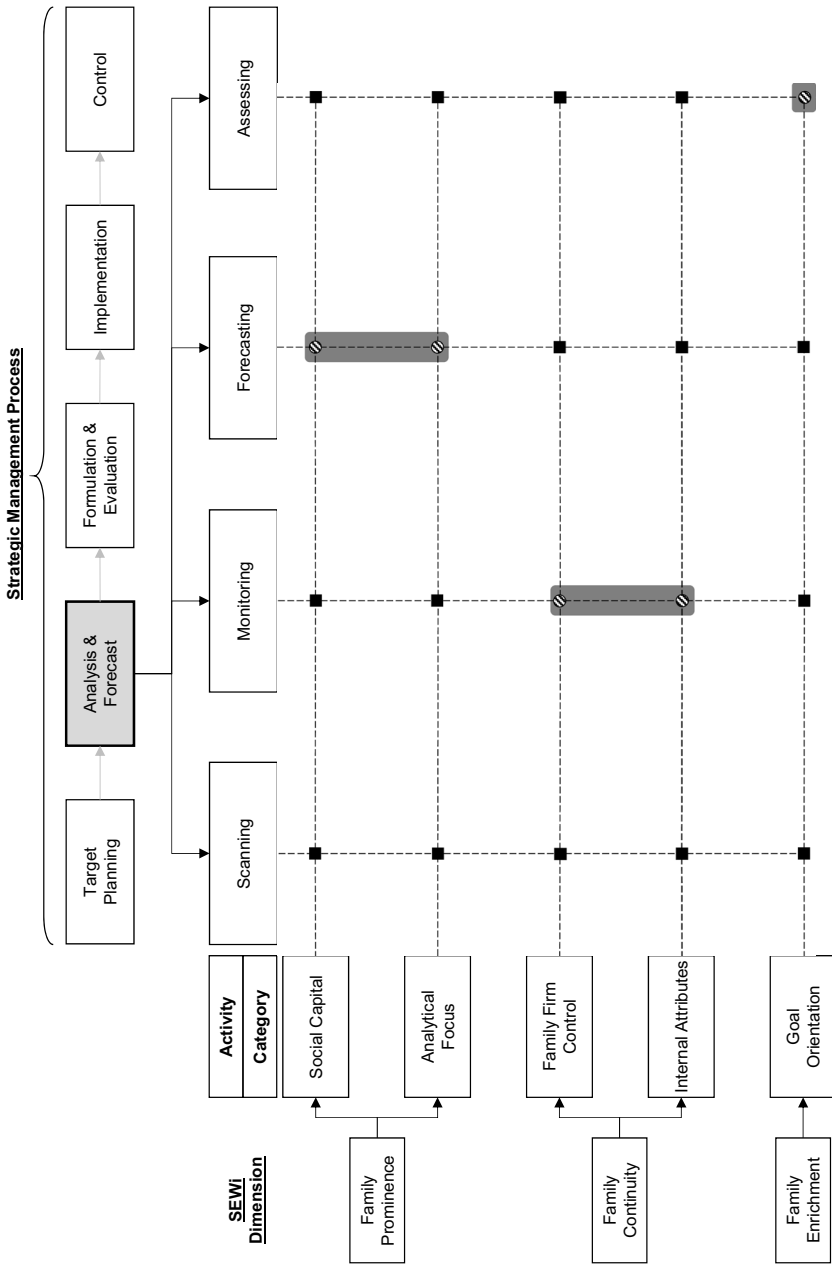 Strategic Management Process
Target
Planning
Analysis &
Forecast
Formulation &
Evaluation
Implementation
Control
SEWi
Dimension
Activity
Category
Scanning
Monitoring
Forecasting
Assessing
Family
Prominence
Social Capital
Analytical
Focus
Family
Continuity
Family Firm
Control
Internal Attributes
Family
Enrichment
Goal
Orientation